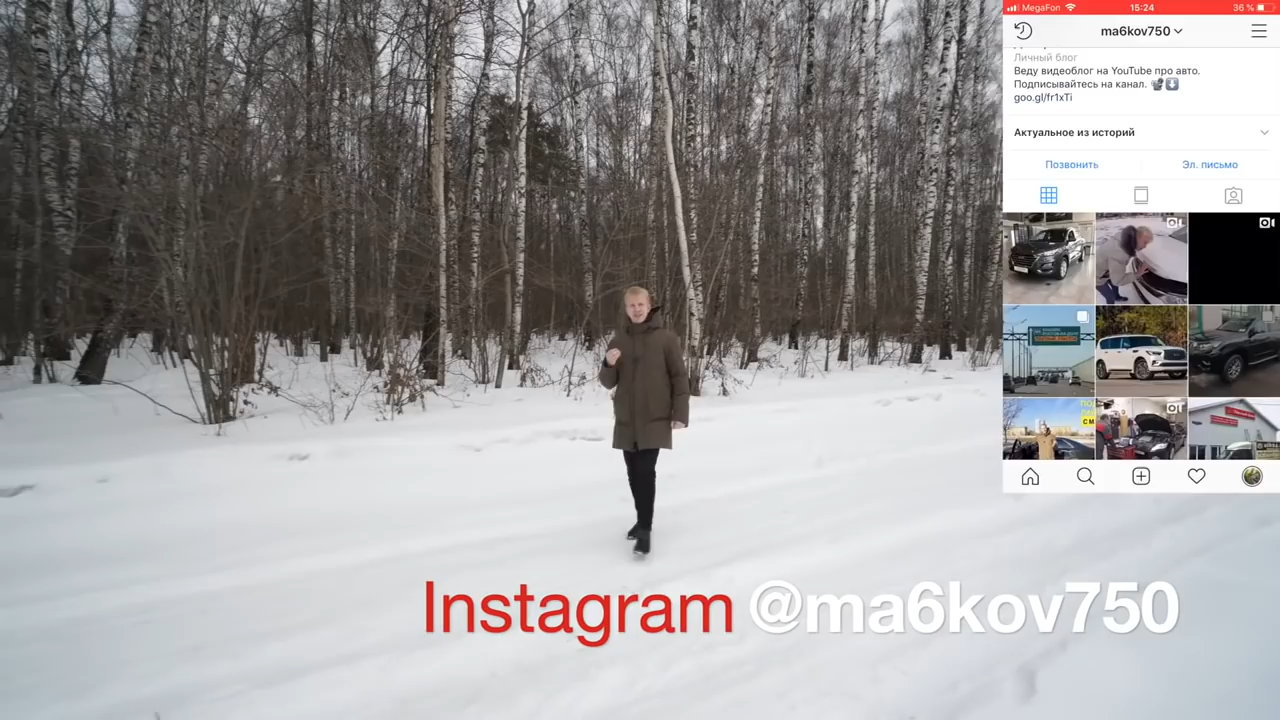 MegaFon 15:24 36 %
ma6kov750
Личный блог
Веду видеоблог на YouTube про авто.
Подписывайтесь на канал. 📽⬇️
goo.gl/fr1xTi
Актуальное из историй
Позвонить Эл. письмо
Instagram @ma6kov750